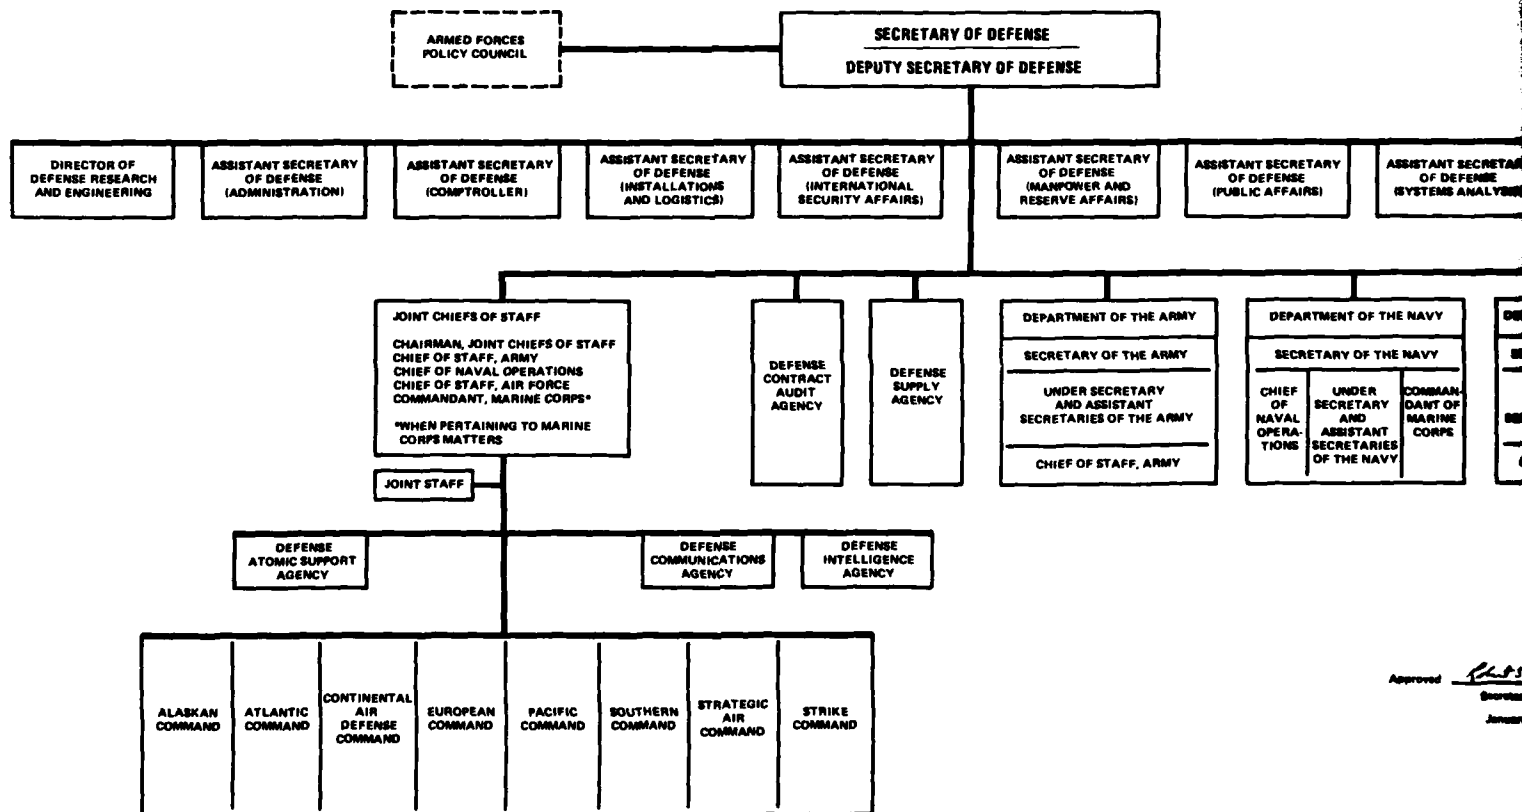 ARMED FORCES
POLICY COUNCIL
SECRETARY OF DEFENSE
DEPUTY SECRETARY OF DEFENSE
DIRECTOR OF
DEFENSE RESEARCH
AND ENGINEERING
ASSISTANT SECRETARY
OF DEFENSE
(ADMINISTRATION)
ASSISTANT SECRETARY
OF DEFENSE
(COMPTROLLER)
ASSISTANT SECRETARY
OF DEFENSE
(INSTALLATIONS
AND LOGISTICS)
ASSISTANT SECRETARY
OF DEFENSE
(INTERNATIONAL
SECURITY AFFAIRS)
ASSISTANT SECRETARY
OF DEFENSE
(MANPOWER AND
RESERVE AFFAIRS)
ASSISTANT SECRETARY
OF DEFENSE
(PUBLIC AFFAIRS)
ASSISTANT
OF DEFENSE
(SYSTEMS
JOINT CHIEFS OF STAFF
CHAIRMAN, JOINT CHIEFS OF STAFF
CHIEF OF STAFF, ARMY
CHIEF OF NAVAL OPERATIONS
CHIEF OF STAFF, AIR FORCE
COMMANDANT, MARINE CORPS*
*WHEN PERTAINING TO MARINE
CORPS MATTERS
JOINT STAFF
DEFENSE
CONTRACT
AUDIT
AGENCY
DEFENSE
SUPPLY
AGENCY
DEPARTMENT OF THE ARMY
SECRETARY OF THE ARMY
UNDER SECRETARY
AND ASSISTANT
SECRETARIES OF THE ARMY
CHIEF OF STAFF, ARMY
DEPARTMENT OF THE NAVY
SECRETARY OF THE NAVY
CHIEF
OF
NAVAL
OPERA-
TIONS
UNDER
SECRETARY
AND
ASSISTANT
SECRETARIES
OF THE NAVY
COMMAN-
DANT OF
MARINE
CORPS
DEFENSE
ATOMIC SUPPORT
AGENCY
DEFENSE
COMMUNICATIONS
AGENCY
DEFENSE
INTELLIGENCE
AGENCY
ALASKAN
COMMAND
ATLANTIC
COMMAND
CONTINENTAL
AIR
DEFENSE
COMMAND
EUROPEAN
COMMAND
PACIFIC
COMMAND
SOUTHERN
COMMAND
STRATEGIC
AIR
COMMAND
STRIKE
COMMAND
Approved